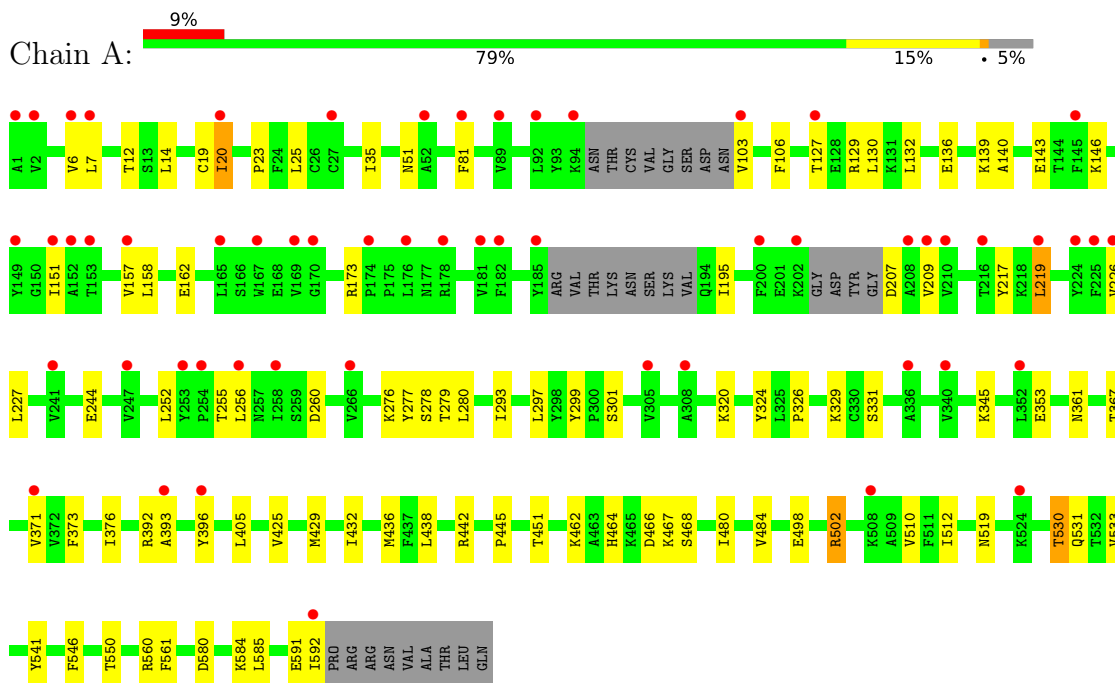 9%
Chain A:
79% 15% • 5%
A1 V2 V6 L7 T12 S13 L14 C19 I20 P23 F24 L25 C26 C27 I35 N51 A52 F81 V89 L92 Y93 K94 ASN THR CYS VAL GLY SER ASP ASN V103 F106 T127 E128 R129 L130 K131 L132 E136 K139 A140 E143 T144 F145 K146
Y149 G150 I151 A152 T153 V157 L158 E162 L165 S166 W167 E168 V169 G170 R173 P174 P175 L176 N177 R178 V181 F182 Y185 ARG VAL THR LYS ASN SER LYS VAL Q194 I195 F200 E201 K202 GLY ASP TYR GLY D207 A208 V209 V210 T216 Y217 K218 L219 Y224 F225 V226
L227 V241 E244 V247 L252 Y253 P254 T255 L256 N257 I258 S259 D260 V266 K276 Y277 S278 T279 L280 I293 L297 Y298 Y299 P300 S301 V305 A308 K320 Y324 L325 P326 K329 C330 S331 A336 V340 K345 L352 E353 N361 T367
V371 V372 F373 I376 R392 A393 Y396 L405 V425 M429 I432 M436 F437 L438 R442 P445 T451 K462 A463 H464 K465 D466 K467 S468 I480 V484 E498 R502 K508 A509 V510 F511 I512 N519 K524 T530 Q531 T532 V533
Y541 F546 T550 R560 F561 D580 K584 L585 E591 I592 PRO ARG ARG ASN VAL ALA THR LEU GLN